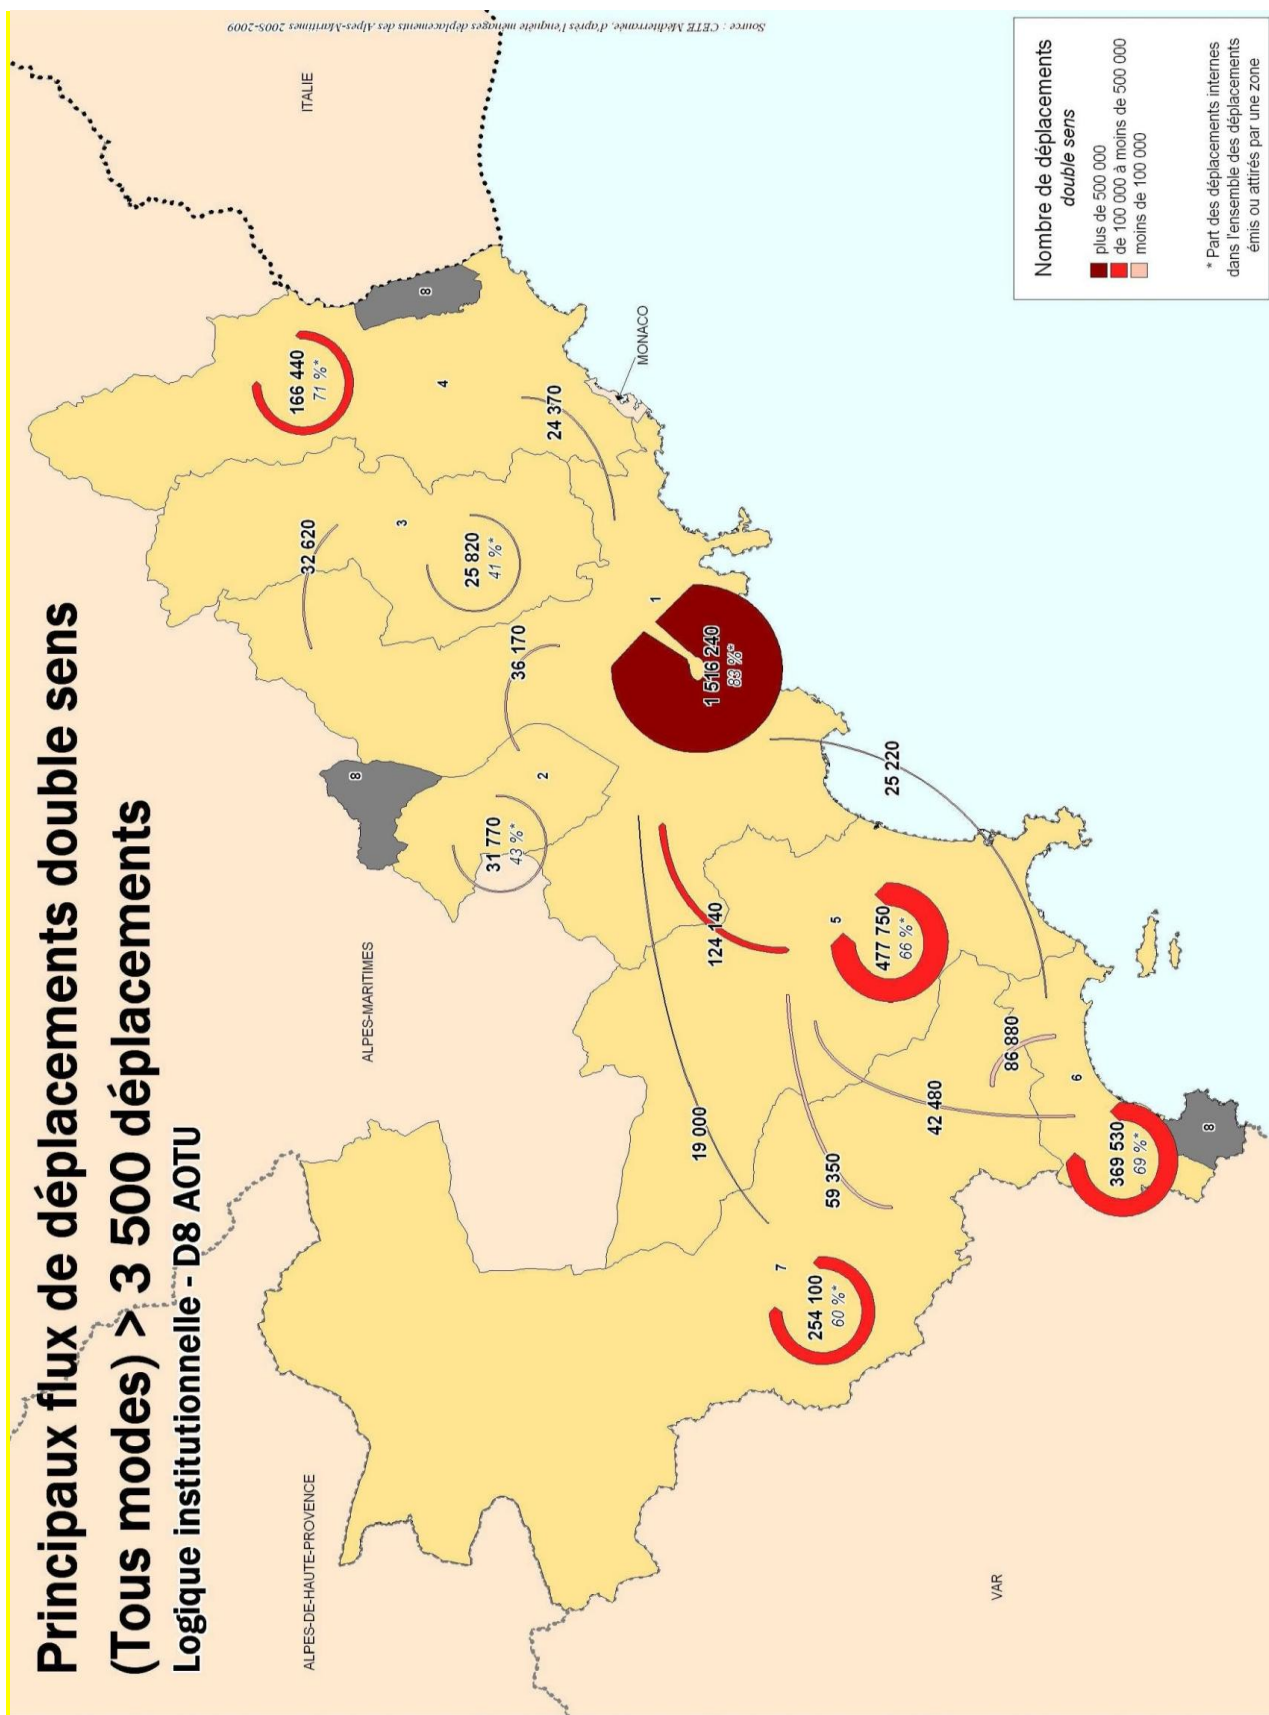 Principaux flux de déplacements double sens
(Tous modes) > 3 500 déplacements
Logique institutionnelle - D8 AOTU
ALPES-DE-HAUTE-PROVENCE
ALPES-MARITIMES
ITALIE
VAR
MONACO
166 440
71 %*
4
8
24 370
32 620
3
25 820
41 %*
36 170
1
1 516 240
83 %*
8
2
31 770
43 %*
25 220
124 140
5
477 750
66 %*
19 000
59 350
42 480
86 880
6
369 530
69 %*
8
7
254 100
60 %*
Nombre de déplacements
double sens
plus de 500 000
de 100 000 à moins de 500 000
moins de 100 000
* Part des déplacements internes
dans l'ensemble des déplacements
émis ou attirés par une zone
Source : CETE Méditerranée, d'après l'enquête ménages déplacements des Alpes-Maritimes 2008-2009